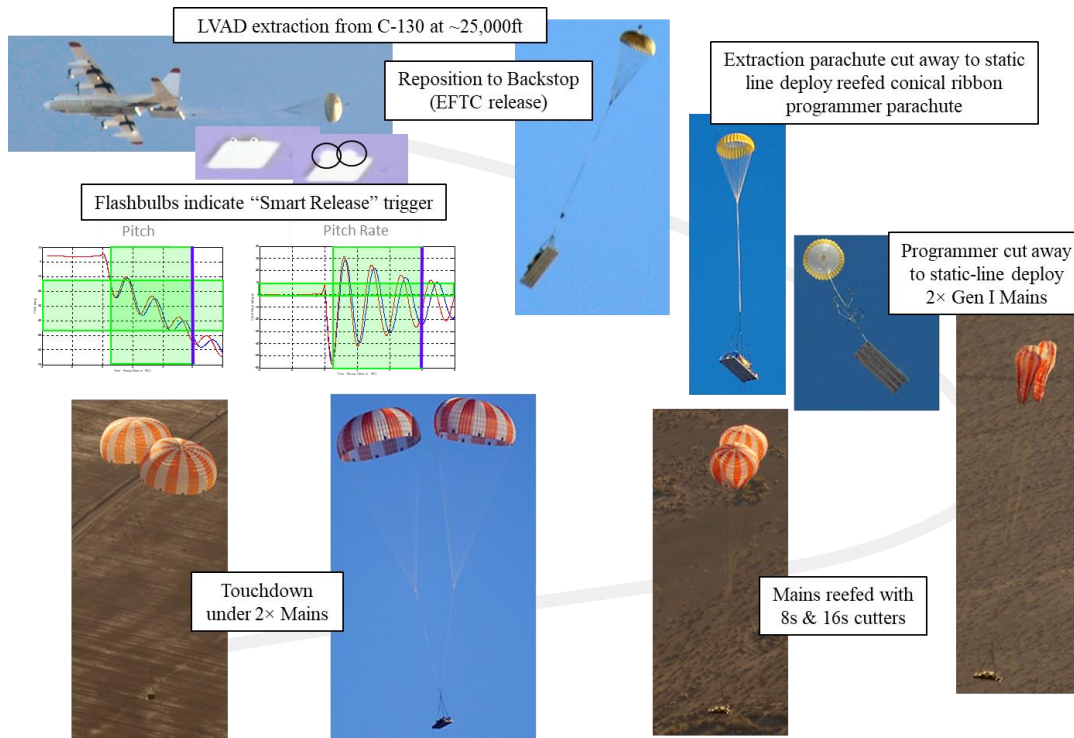 LVAD extraction from C-130 at ~25,000ft
Reposition to Backstop
(EFTC release)
Extraction parachute cut away to static
line deploy reefed conical ribbon
programmer parachute
Flashbulbs indicate “Smart Release” trigger
Pitch
Pitch Rate
Programmer cut away
to static-line deploy
2× Gen I Mains
Touchdown
under 2× Mains
Mains reefed with
8s & 16s cutters